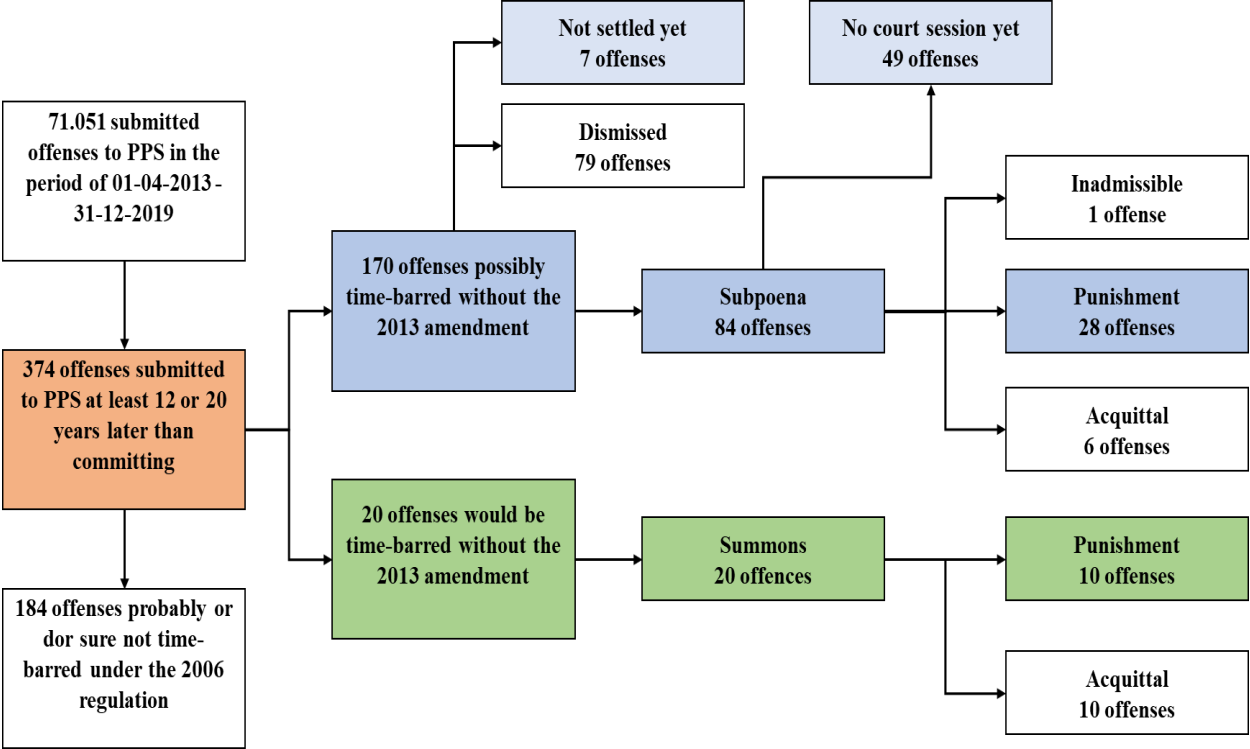 71.051 submitted
offenses to PPS in the
period of 01-04-2013 -
31-12-2019
374 offenses submitted
to PPS at least 12 or 20
years later than
committing
184 offenses probably or
dor sure not time-
barred under the 2006
regulation
170 offenses possibly
time-barred without the
2013 amendment
20 offenses would be
time-barred without the
2013 amendment
Not settled yet
7 offenses
Dismissed
79 offenses
Subpoena
84 offenses
Summons
20 offences
No court session yet
49 offenses
Inadmissible
1 offense
Punishment
28 offenses
Acquittal
6 offenses
Punishment
10 offenses
Acquittal
10 offenses